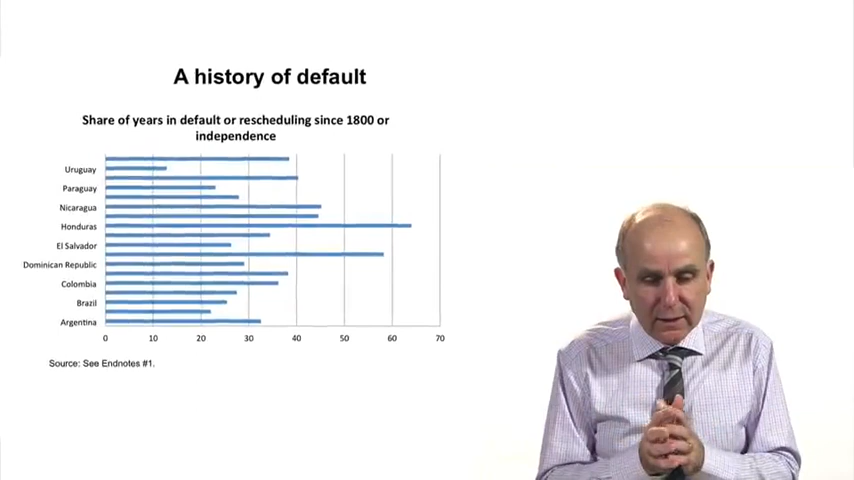 A history of default
Share of years in default or rescheduling since 1800 or
independence
Uruguay
Paraguay
Nicaragua
Honduras
El Salvador
Dominican Republic
Colombia
Brazil
Argentina
0 10 20 30 40 50 60 70
Source: See Endnotes #1.